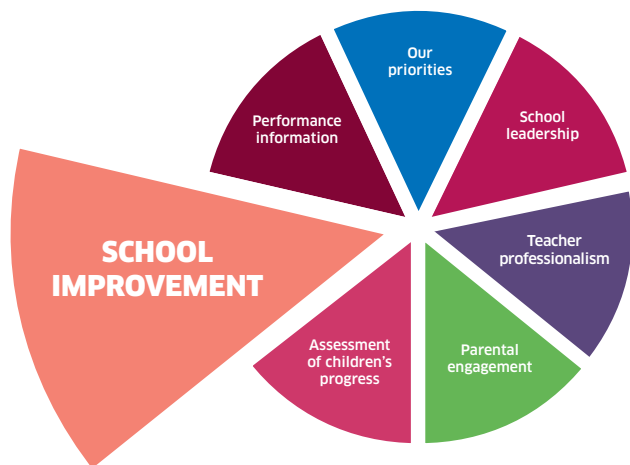 Our
priorities
School
leadership
Teacher
professionalism
Parental
engagement
Assessment
of children's
progress
SCHOOL
IMPROVEMENT
Performance
information